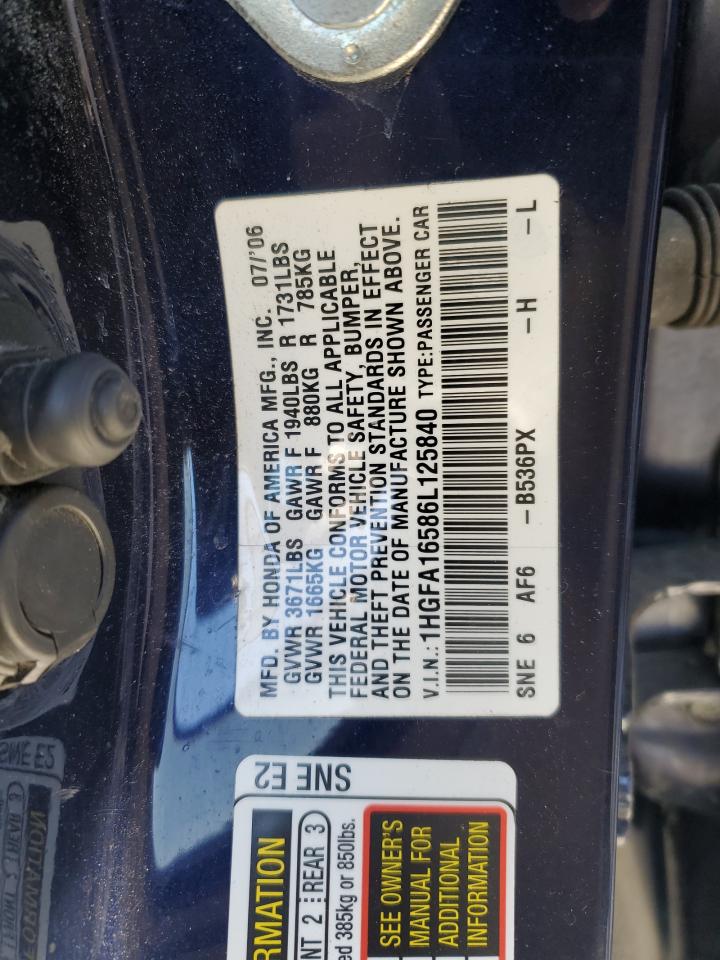 MFD. BY HONDA OF AMERICA MFG., INC. 07/'06
GVWR 3671LBS GAWR F 1940LBS R 1731LBS
GVWR 1665KG GAWR F 880KG R 785KG
THIS VEHICLE CONFORMS TO ALL APPLICABLE
FEDERAL MOTOR VEHICLE SAFETY, BUMPER,
AND THEFT PREVENTION STANDARDS IN EFFECT
ON THE DATE OF MANUFACTURE SHOWN ABOVE.
V.I.N.: 1HGFA16586L125840 TYPE:PASSENGER CAR
SNE 6 AF6 -B536PX -H -L
SNE E2
RMATION
NT 2 REAR 3
ed 385kg or 850lbs.
SEE OWNER'S
MANUAL FOR
ADDITIONAL
INFORMATION